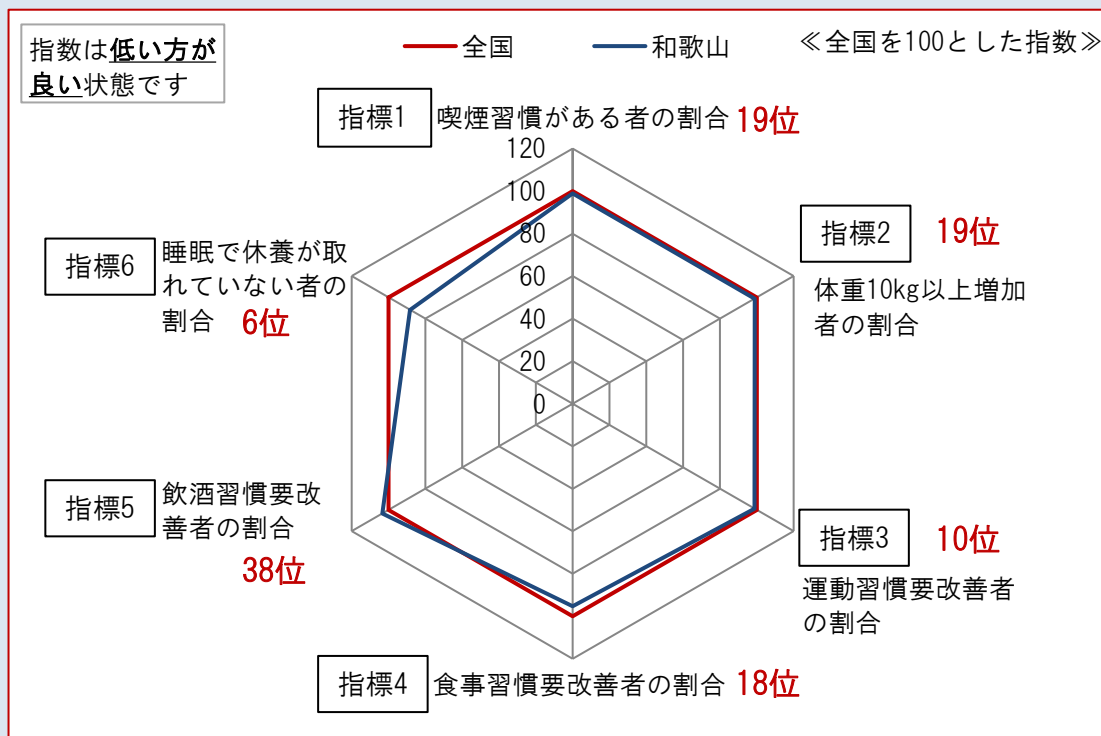 指数は低い方が
良い状態です
全国
和歌山
≪全国を100とした指数≫
指標1
喫煙習慣がある者の割合 19位
120
100
80
60
40
20
0
指標2
19位
体重10kg以上増加
者の割合
指標3
10位
運動習慣要改善者
の割合
指標4
食事習慣要改善者の割合 18位
指標5
飲酒習慣要改
善者の割合
38位
指標6
睡眠で休養が取
れていない者の
割合 6位